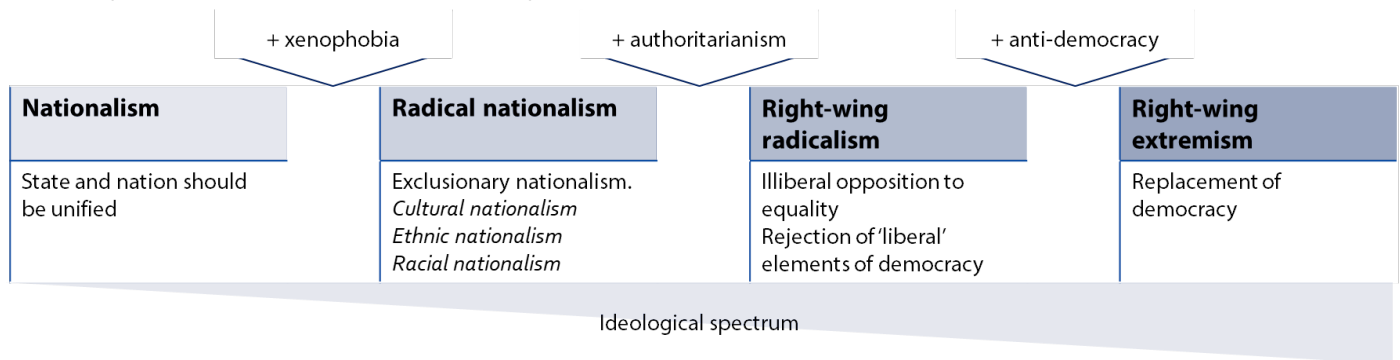 + xenophobia
+ authoritarianism
+ anti-democracy
Nationalism
State and nation should
be unified
Radical nationalism
Exclusionary nationalism.
Cultural nationalism
Ethnic nationalism
Racial nationalism
Right-wing
radicalism
Illiberal opposition to
equality
Rejection of ‘liberal’
elements of democracy
Right-wing
extremism
Replacement of
democracy
Ideological spectrum